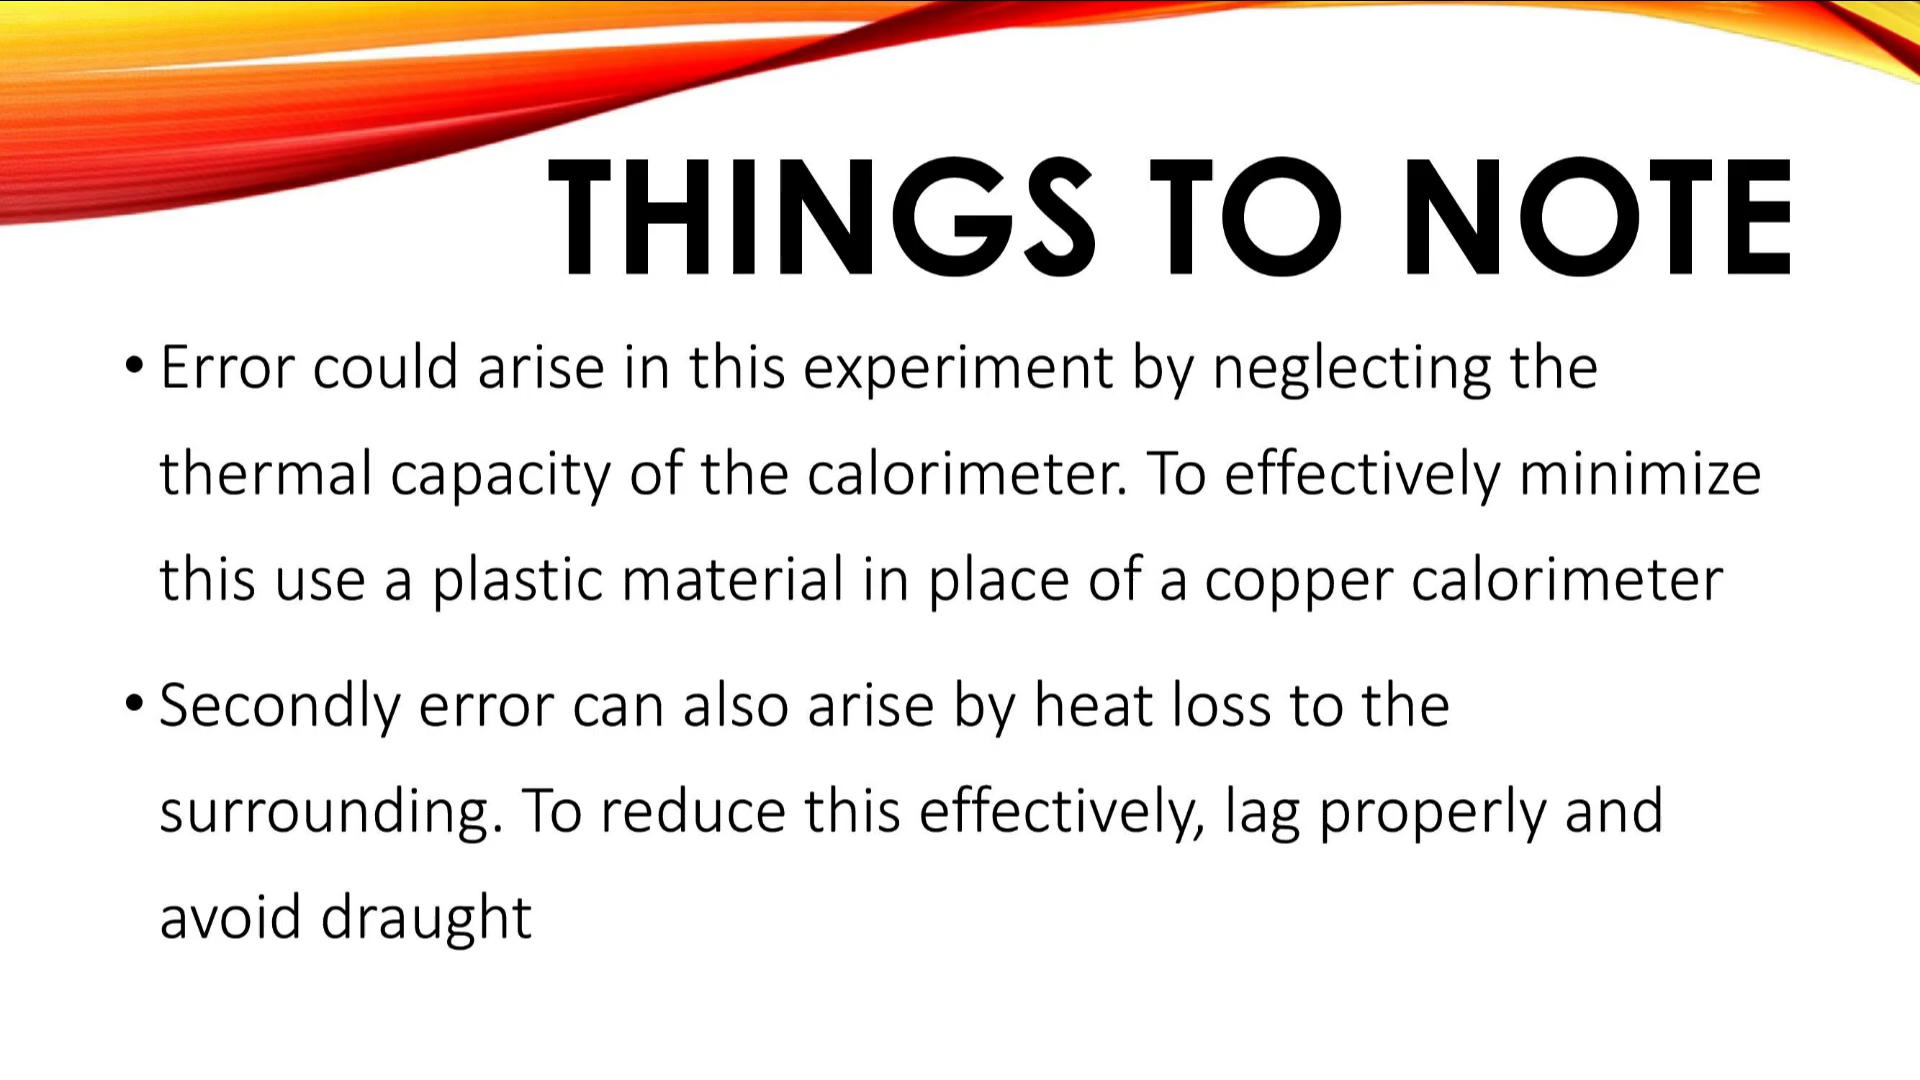 THINGS TO NOTE
• Error could arise in this experiment by neglecting the
thermal capacity of the calorimeter. To effectively minimize
this use a plastic material in place of a copper calorimeter
• Secondly error can also arise by heat loss to the
surrounding. To reduce this effectively, lag properly and
avoid draught